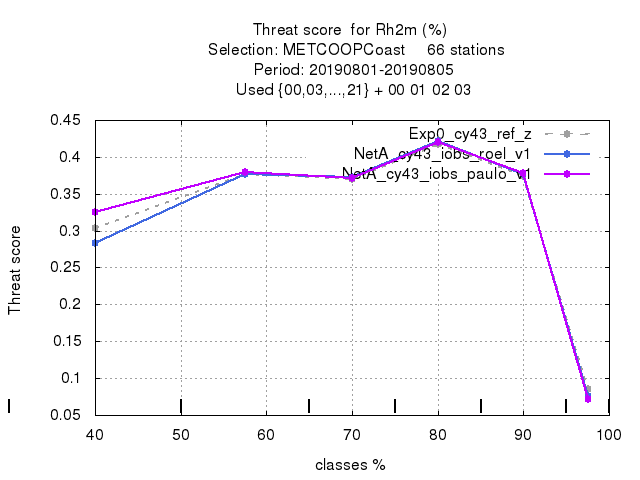 Threat score for Rh2m (%)
Selection: METCOOPCoast 66 stations
Period: 20190801-20190805
Used {00,03,...,21} + 00 01 02 03
Exp0_cy43_ref_z
NetA_cy43_iobs_roel_v1
NetA_cy43_iobs_paulo_v1
0.45
0.4
0.35
0.3
0.25
0.2
0.15
0.1
0.05
Threat score
40 50 60 70 80 90 100
classes %